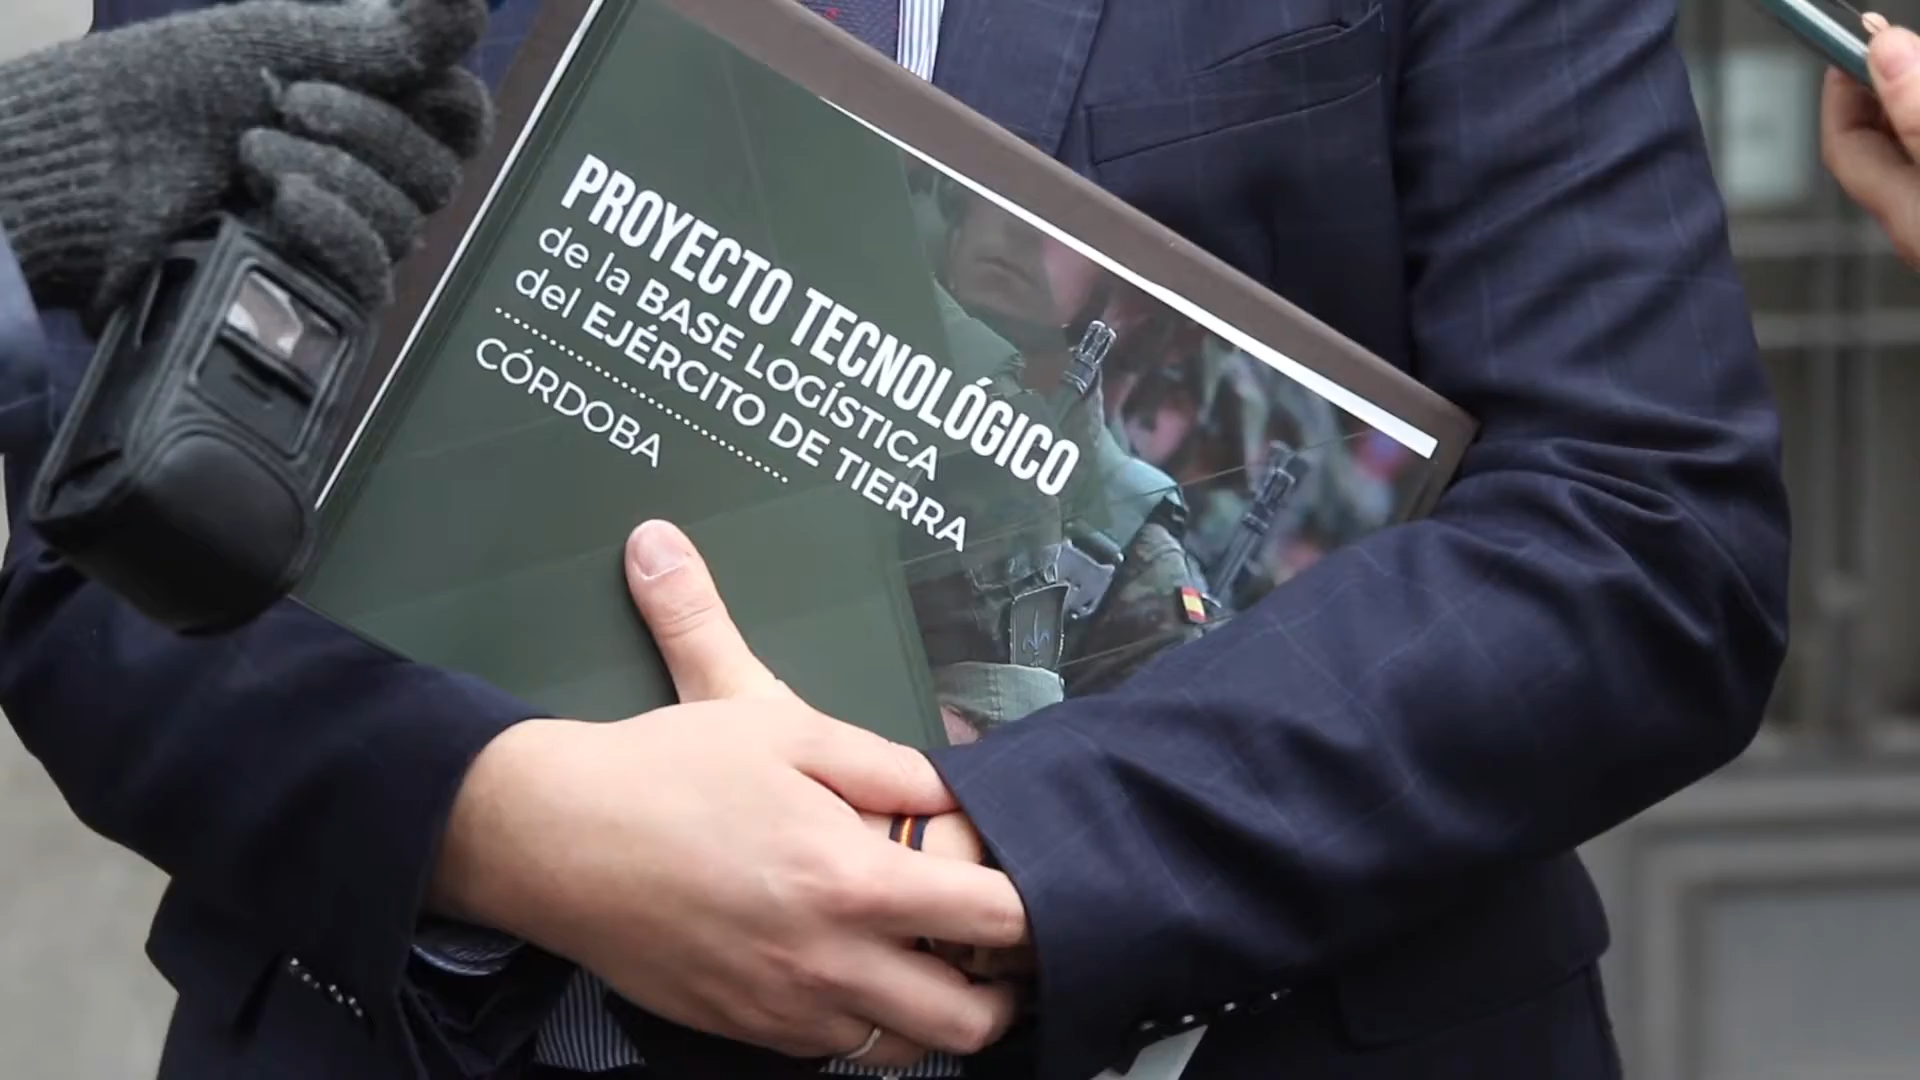 PROYECTO TECNOLÓGICO
de la BASE LOGÍSTICA
del EJÉRCITO DE TIERRA
CÓRDOBA